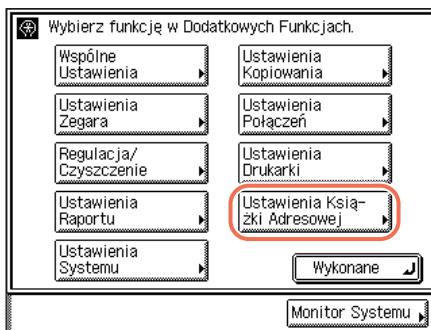 Wybierz funkcję w Dodatkowych Funkcjach.
Wspólne
Ustawienia
Ustawienia
Kopiowania
Ustawienia
Zegara
Ustawienia
Połączeń
Regulacja/
Czyszczenie
Ustawienia
Drukarki
Ustawienia
Raportu
Ustawienia Ksią-
żki Adresowej
Ustawienia
Systemu
Wykonane
Monitor Systemu